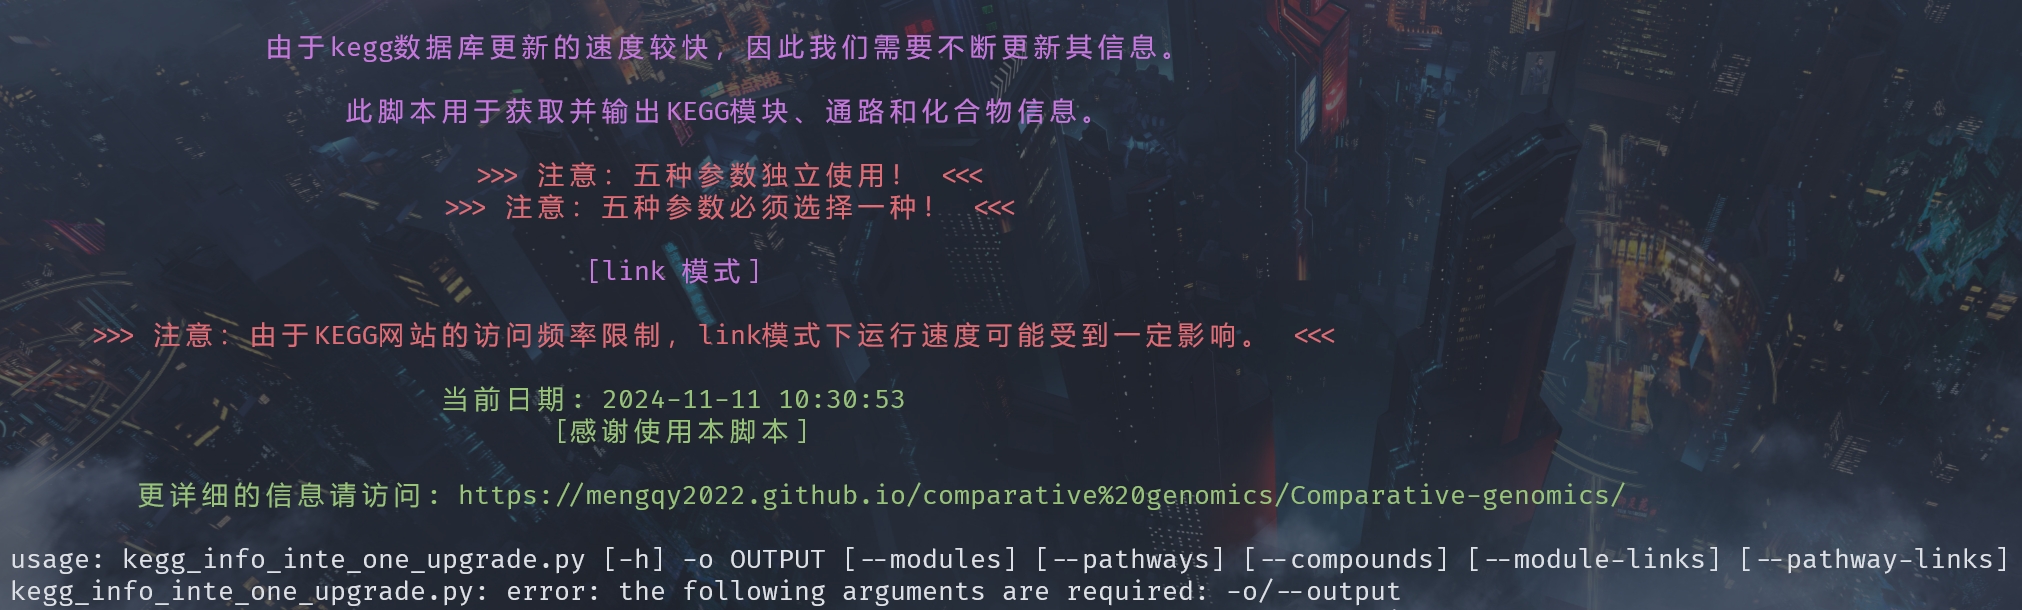 由于kegg数据库更新的速度较快，因此我们需要不断更新其信息。
此脚本用于获取并输出KEGG模块、通路和化合物信息。
>>> 注意：五种参数独立使用！ <<<
>>> 注意：五种参数必须选择一种！ <<<
[link 模式]
>>> 注意：由于KEGG网站的访问频率限制，link模式下运行速度可能受到一定影响。 <<<
当前日期：2024-11-11 10:30:53
[感谢使用本脚本]
更详细的信息请访问：https://mengqy2022.github.io/comparative%20genomics/Comparative-genomics/
usage: kegg_info_inte_one_upgrade.py [-h] -o OUTPUT [--modules] [--pathways] [--compounds] [--module-links] [--pathway-links]
kegg_info_inte_one_upgrade.py: error: the following arguments are required: -o/--output